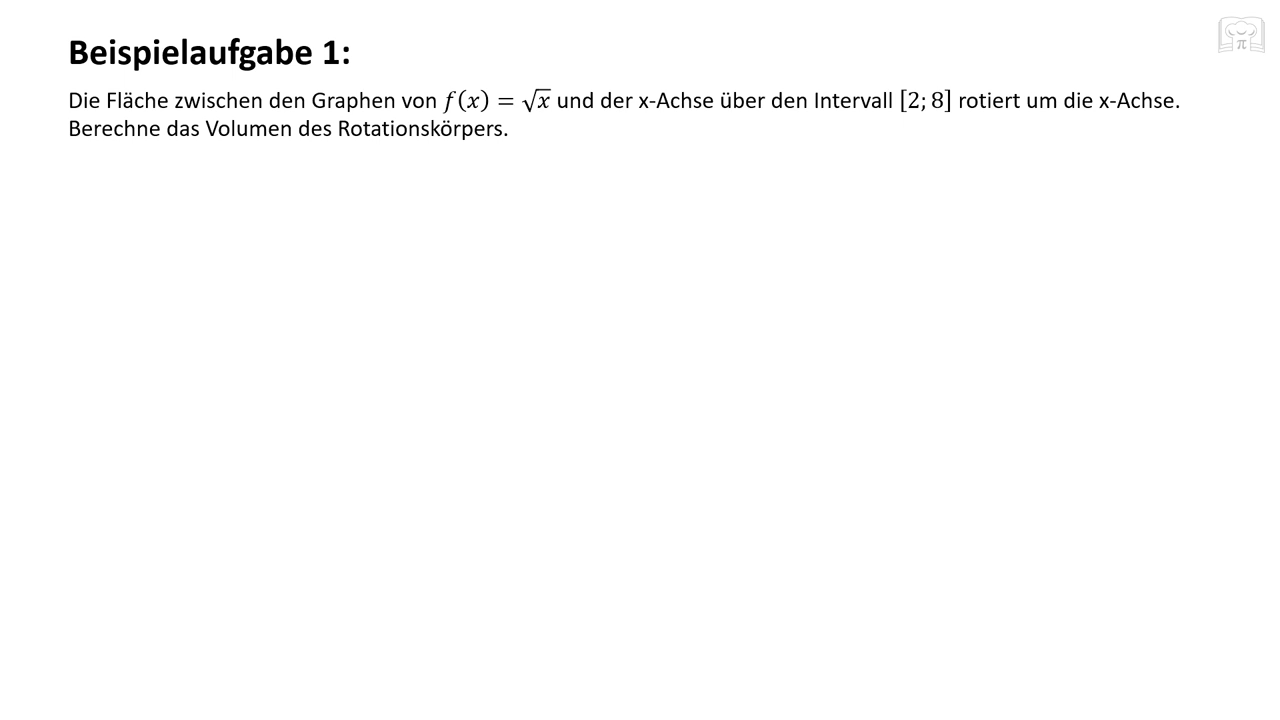 Beispielaufgabe 1:
Die Fläche zwischen den Graphen von f(x) = √x und der x-Achse über den Intervall [2; 8] rotiert um die x-Achse.
Berechne das Volumen des Rotationskörpers.
π